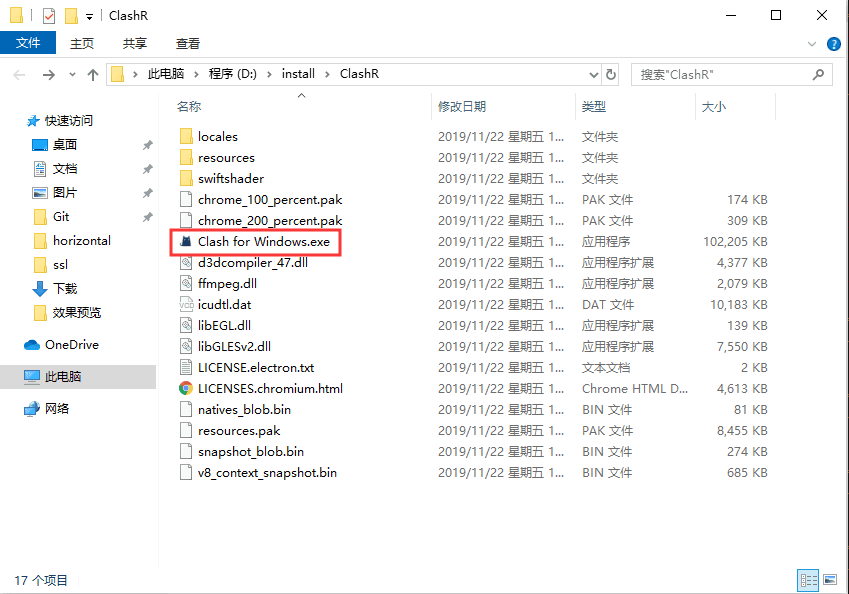 ClashR
文件 主页 共享 查看
此电脑 › 程序 (D:) › install › ClashR 搜索"ClashR"
名称 修改日期 类型 大小
快速访问
桌面
文档
图片
Git
horizontal
ssl
下载
效果预览
OneDrive
此电脑
网络
locales 2019/11/22 星期五 1... 文件夹
resources 2019/11/22 星期五 1... 文件夹
swiftshader 2019/11/22 星期五 1... 文件夹
chrome_100_percent.pak 2019/11/22 星期五 1... PAK 文件 174 KB
chrome_200_percent.pak 2019/11/22 星期五 1... PAK 文件 309 KB
Clash for Windows.exe 2019/11/22 星期五 1... 应用程序 102,205 KB
d3dcompiler_47.dll 2019/11/22 星期五 1... 应用程序扩展 4,377 KB
ffmpeg.dll 2019/11/22 星期五 1... 应用程序扩展 2,079 KB
icudtl.dat 2019/11/22 星期五 1... DAT 文件 10,183 KB
libEGL.dll 2019/11/22 星期五 1... 应用程序扩展 139 KB
libGLESv2.dll 2019/11/22 星期五 1... 应用程序扩展 7,550 KB
LICENSE.electron.txt 2019/11/22 星期五 1... 文本文档 2 KB
LICENSES.chromium.html 2019/11/22 星期五 1... Chrome HTML D... 4,613 KB
natives_blob.bin 2019/11/22 星期五 1... BIN 文件 81 KB
resources.pak 2019/11/22 星期五 1... PAK 文件 8,455 KB
snapshot_blob.bin 2019/11/22 星期五 1... BIN 文件 274 KB
v8_context_snapshot.bin 2019/11/22 星期五 1... BIN 文件 685 KB
17 个项目